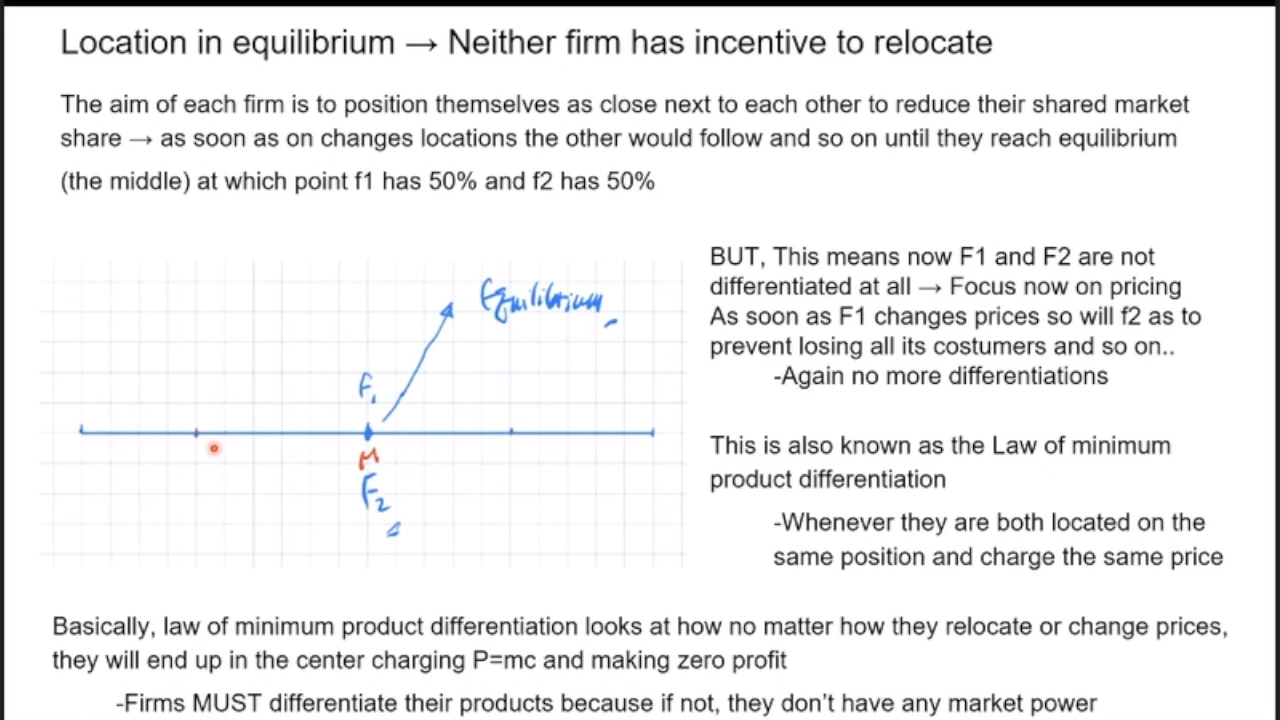 Location in equilibrium → Neither firm has incentive to relocate
The aim of each firm is to position themselves as close next to each other to reduce their shared market
share → as soon as on changes locations the other would follow and so on until they reach equilibrium
(the middle) at which point f1 has 50% and f2 has 50%
BUT, This means now F1 and F2 are not
differentiated at all → Focus now on pricing
As soon as F1 changes prices so will f2 as to
prevent losing all its costumers and so on..
-Again no more differentiations
This is also known as the Law of minimum
product differentiation
-Whenever they are both located on the
same position and charge the same price
Equilibrium
F1
M
F2
Basically, law of minimum product differentiation looks at how no matter how they relocate or change prices,
they will end up in the center charging P=mc and making zero profit
-Firms MUST differentiate their products because if not, they don't have any market power